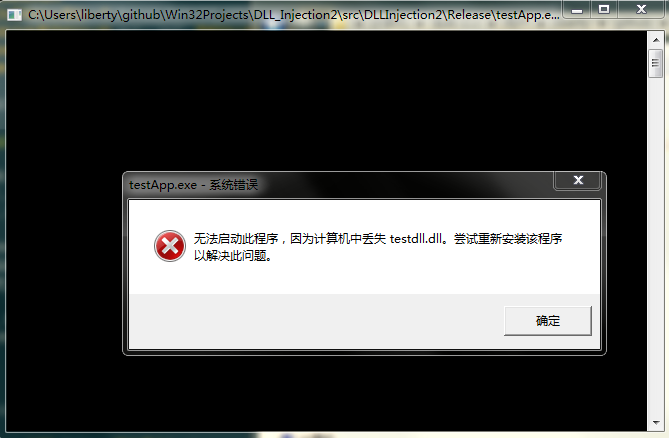 C:\Users\liberty\github\Win32Projects\DLL_Injection2\src\DLLInjection2\Release\testApp.e...
testApp.exe - 系统错误
无法启动此程序，因为计算机中丢失 testdll.dll。尝试重新安装该程序
以解决此问题。
确定